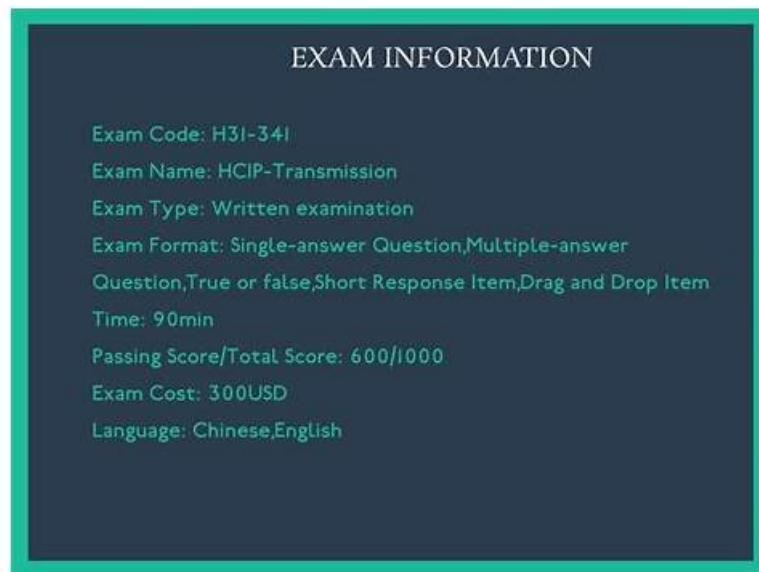 EXAM INFORMATION
Exam Code: H31-341
Exam Name: HCIP-Transmission
Exam Type: Written examination
Exam Format: Single-answer Question,Multiple-answer
Question,True or false,Short Response Item,Drag and Drop Item
Time: 90min
Passing Score/Total Score: 600/1000
Exam Cost: 300USD
Language: Chinese,English